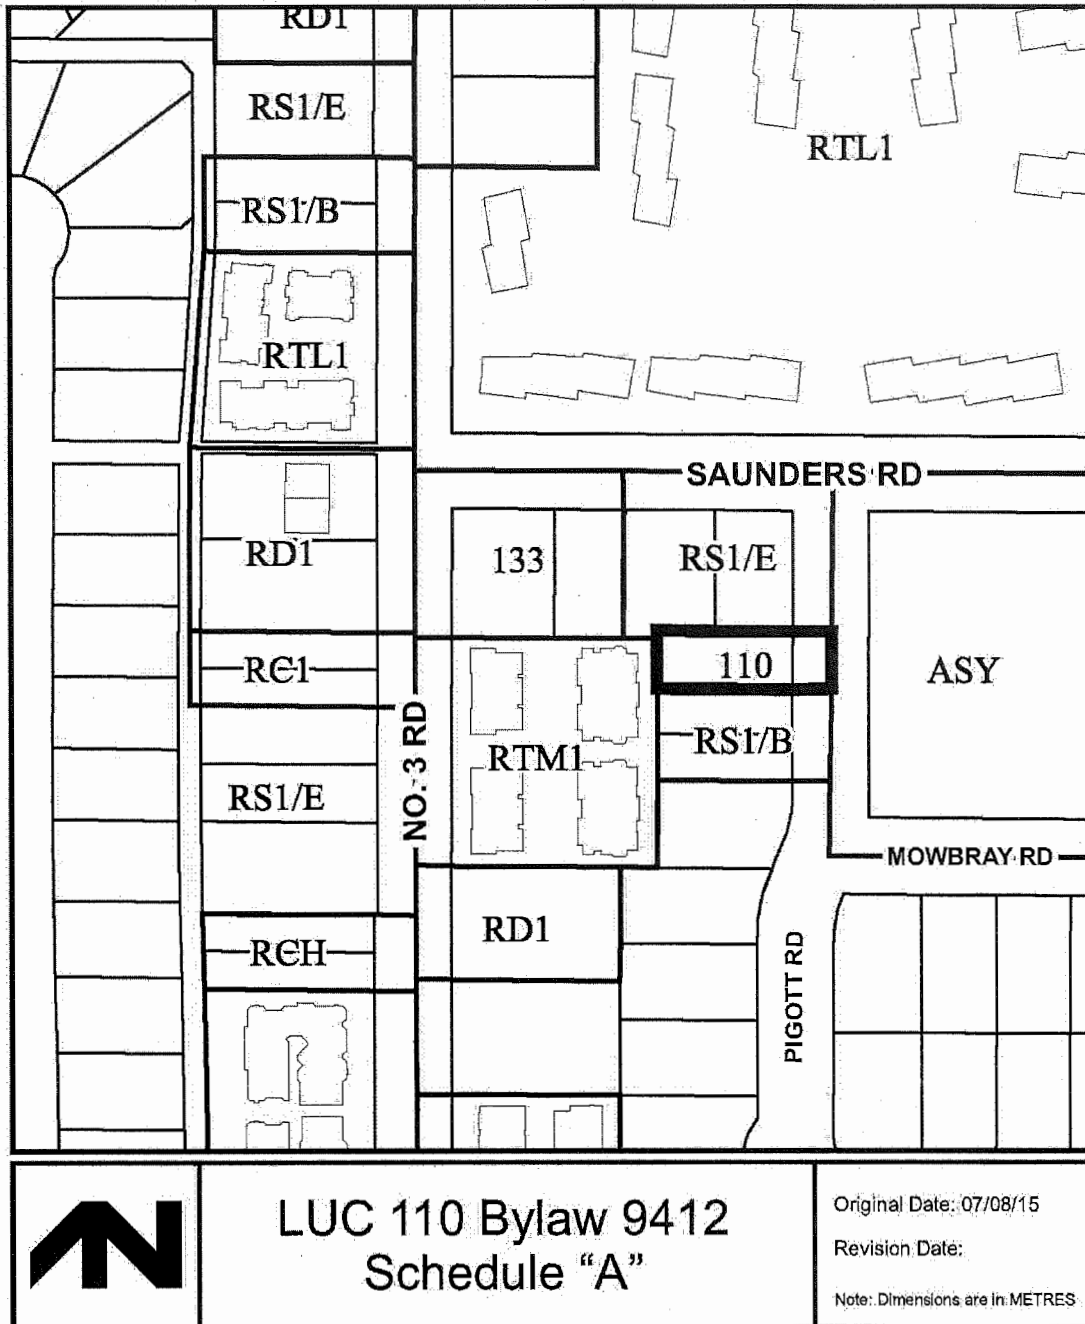 RD1
RS1/E
RTL1
RS1/B
RTL1
SAUNDERS RD
RD1
133
RS1/E
RC1
110
ASY
NO. 3 RD
RTM1
RS1/B
RS1/E
MOWBRAY RD
RD1
RCH
PIGOTT RD
LUC 110 Bylaw 9412
Schedule "A"
Original Date: 07/08/15
Revision Date:
Note: Dimensions are in METRES